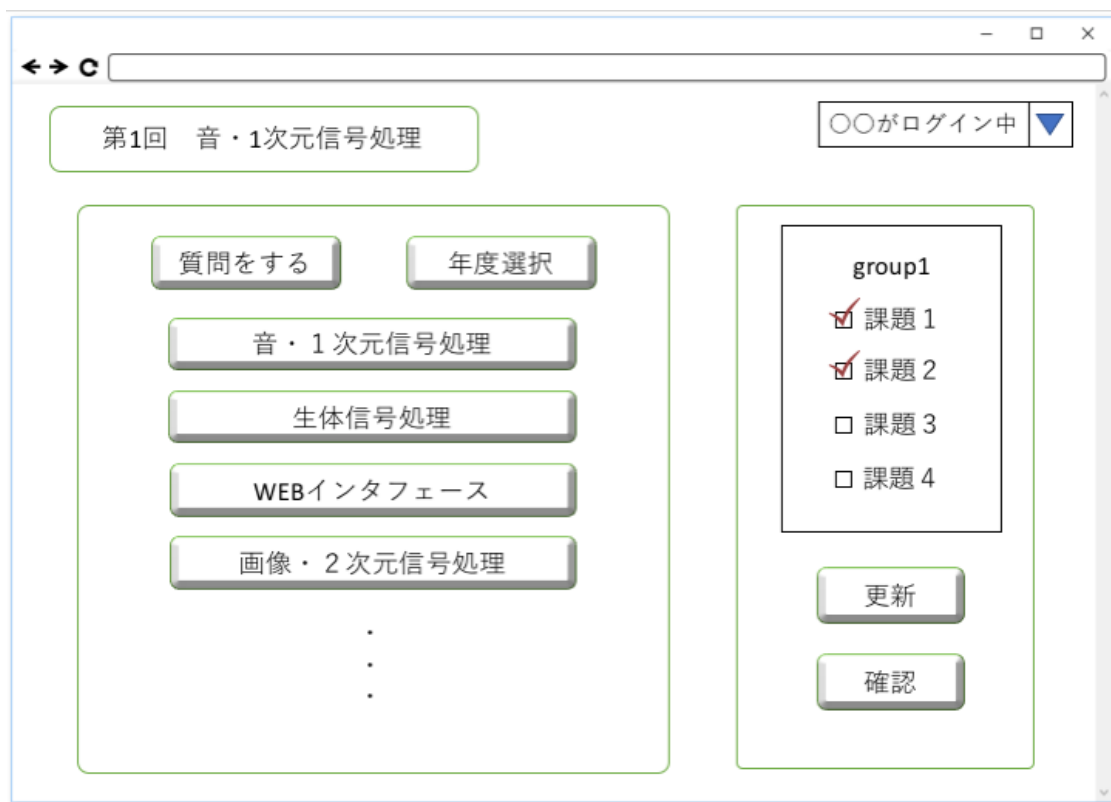 第1回　音・1次元信号処理
〇〇がログイン中
質問をする
年度選択
音・１次元信号処理
生体信号処理
WEBインタフェース
画像・２次元信号処理
・
・
・
group1
課題１
課題２
課題３
課題４
更新
確認